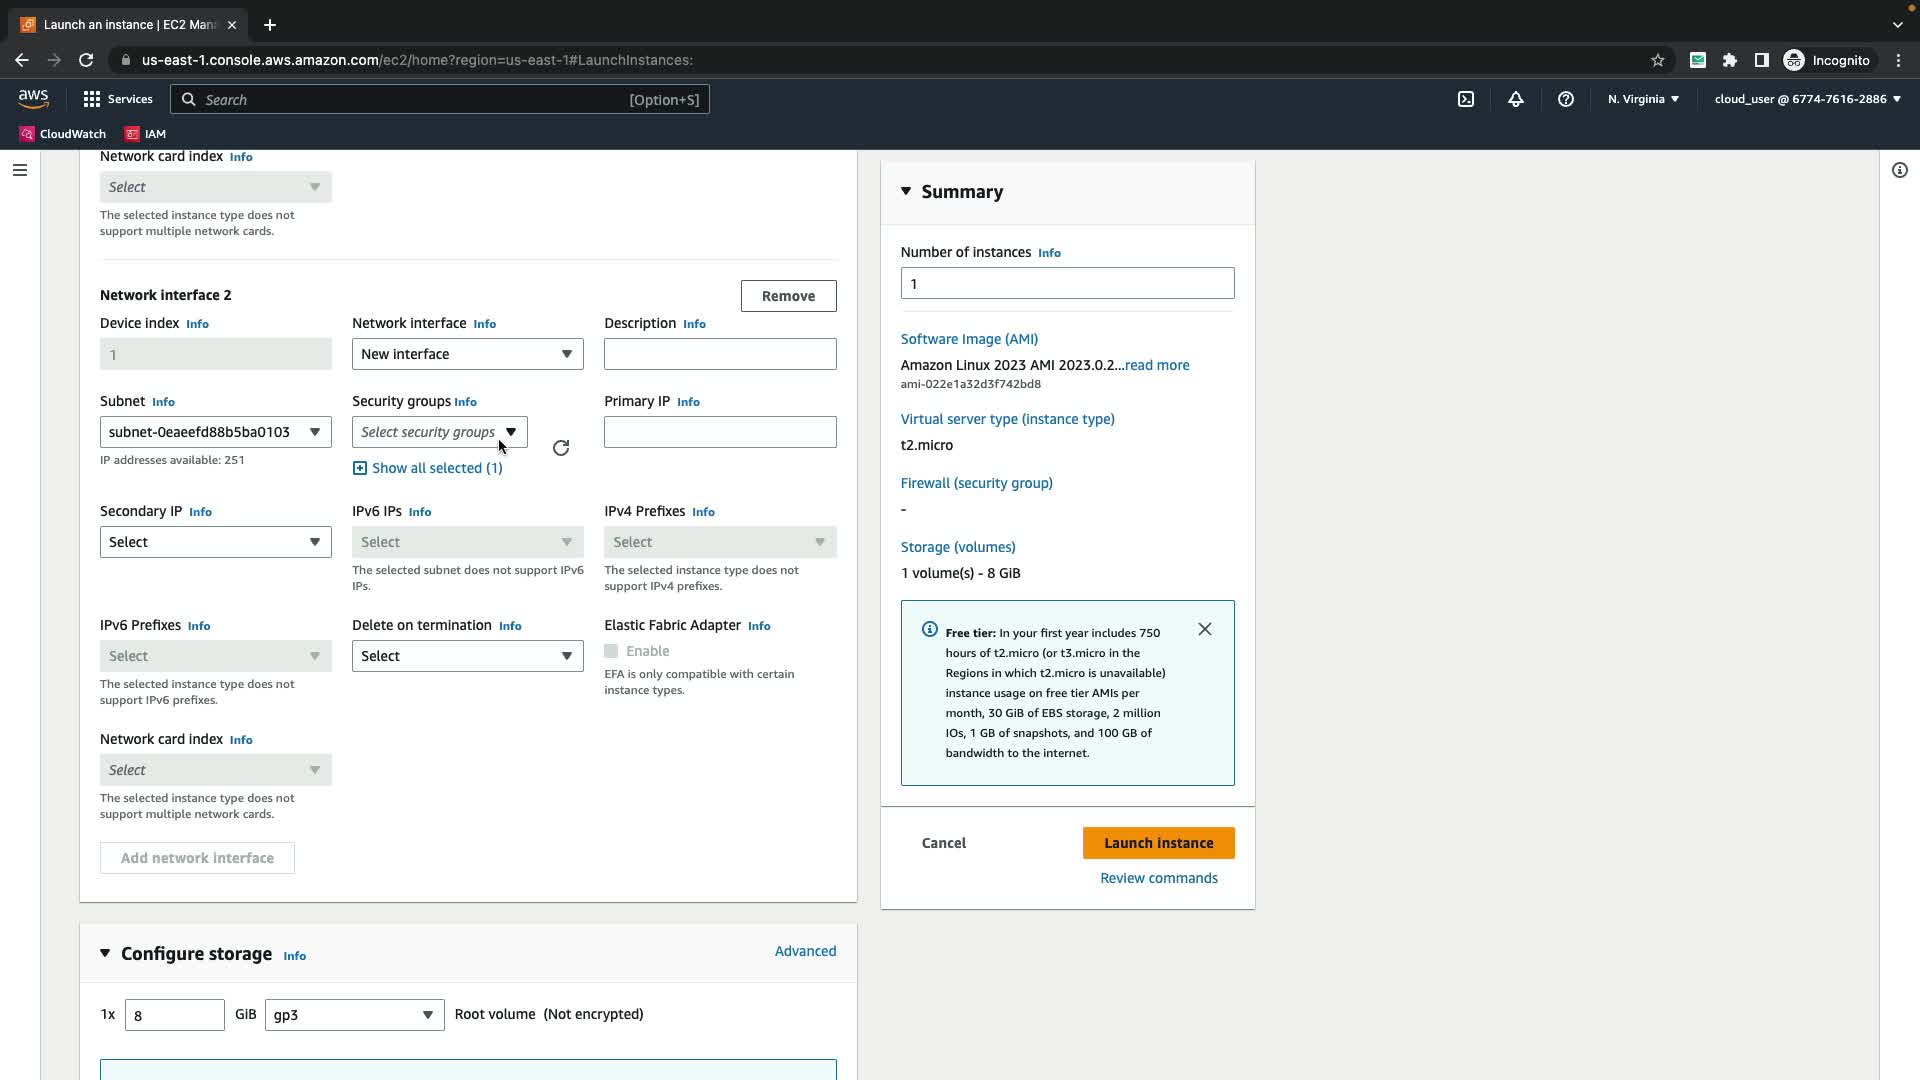 Launch an instance | EC2 Man
us-east-1.console.aws.amazon.com/ec2/home?region=us-east-1#LaunchInstances:
Incognito
aws
Services
Search
[Option+S]
N. Virginia
cloud_user @ 6774-7616-2886
CloudWatch
IAM
Network card index Info
Select
The selected instance type does not
support multiple network cards.
Network interface 2
Remove
Device index Info
Network interface Info
Description Info
1
New interface
Subnet Info
Security groups Info
Primary IP Info
subnet-0eaeefd88b5ba0103
Select security groups
IP addresses available: 251
Show all selected (1)
Secondary IP Info
IPv6 IPs Info
IPv4 Prefixes Info
Select
Select
Select
The selected subnet does not support IPv6
IPs.
The selected instance type does not
support IPv4 prefixes.
IPv6 Prefixes Info
Delete on termination Info
Elastic Fabric Adapter Info
Select
Select
Enable
The selected instance type does not
support IPv6 prefixes.
EFA is only compatible with certain
instance types.
Network card index Info
Select
The selected instance type does not
support multiple network cards.
Add network interface
Configure storage Info
Advanced
1x
8
GiB
gp3
Root volume (Not encrypted)
Summary
Number of instances Info
1
Software Image (AMI)
Amazon Linux 2023 AMI 2023.0.2...read more
ami-022e1a32d3f742bd8
Virtual server type (instance type)
t2.micro
Firewall (security group)
-
Storage (volumes)
1 volume(s) - 8 GiB
Free tier: In your first year includes 750
hours of t2.micro (or t3.micro in the
Regions in which t2.micro is unavailable)
instance usage on free tier AMIs per
month, 30 GiB of EBS storage, 2 million
IOs, 1 GB of snapshots, and 100 GB of
bandwidth to the internet.
Cancel
Launch instance
Review commands